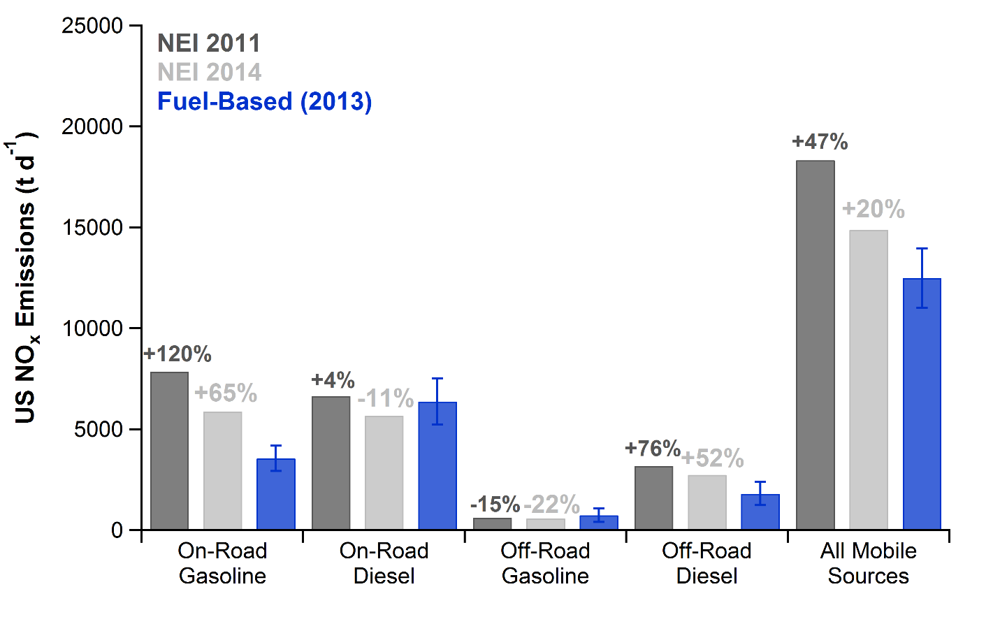 25000
20000
15000
10000
5000
0
US NOx Emissions (t d-1)
NEI 2011
NEI 2014
Fuel-Based (2013)
+120%
+65%
+4%
-11%
-15%
-22%
+76%
+52%
+47%
+20%
On-Road
Gasoline
On-Road
Diesel
Off-Road
Gasoline
Off-Road
Diesel
All Mobile
Sources